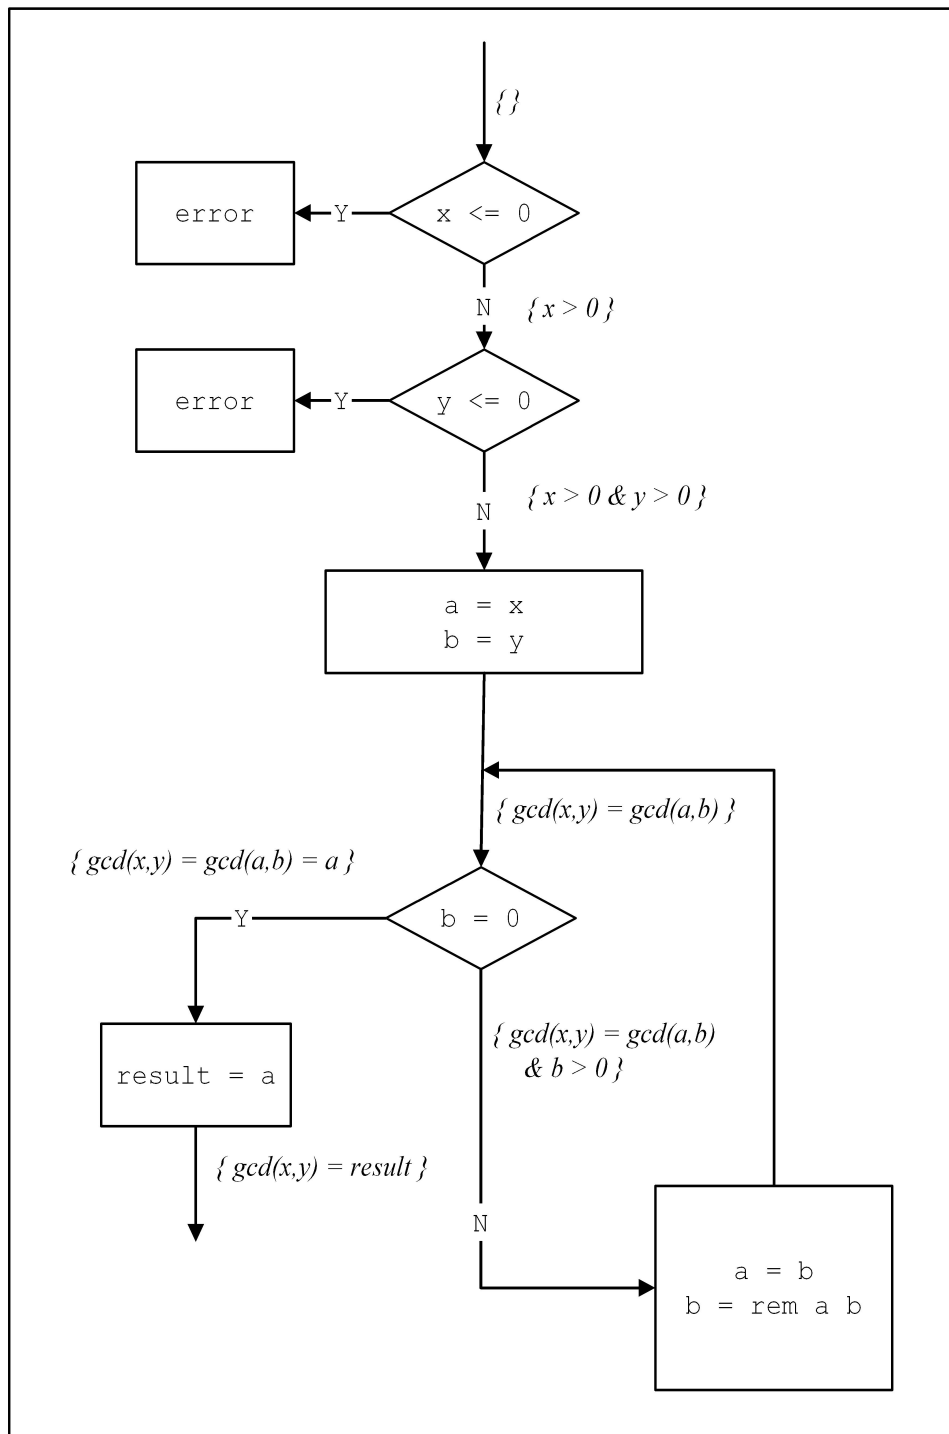 {}
error
Y
x <= 0
N
{ x > 0 }
error
Y
y <= 0
{ x > 0 & y > 0 }
N
a = x
b = y
{ gcd(x,y) = gcd(a,b) }
{ gcd(x,y) = gcd(a,b) = a }
Y
b = 0
{ gcd(x,y) = gcd(a,b)
& b > 0 }
result = a
{ gcd(x,y) = result }
N
a = b
b = rem a b